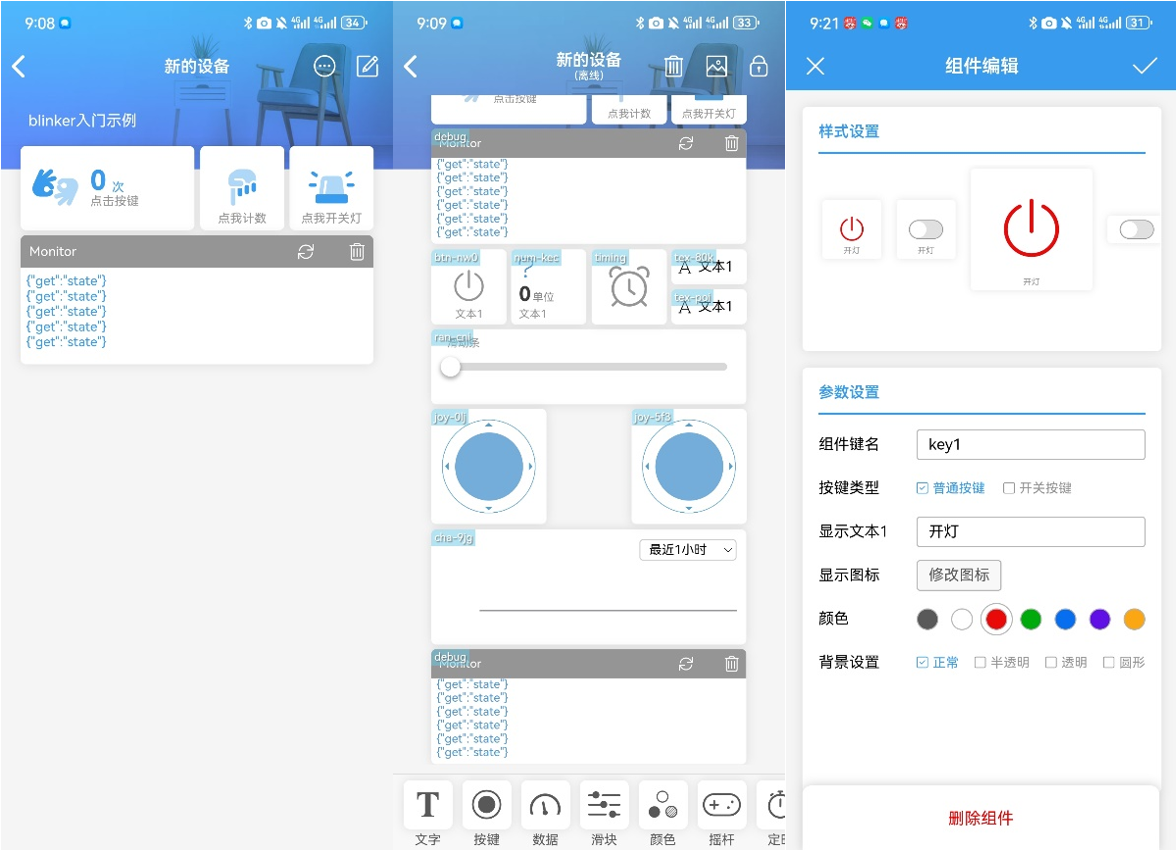 9:08
4G 4G 34
新的设备
blinker入门示例
0 次
点击按键
点我计数
点我开关灯
Monitor
{"get":"state"}
{"get":"state"}
{"get":"state"}
{"get":"state"}
{"get":"state"}
9:09
4G 4G 33
新的设备
(离线)
点击按键
点我计数
点我开关灯
debug
Monitor
{"get":"state"}
{"get":"state"}
{"get":"state"}
{"get":"state"}
{"get":"state"}
{"get":"state"}
btn-nw0
文本1
num-kec
0 单位
文本1
timing
tex-80k
A 文本1
A 文本1
滑动条
joy-0lj
joy-5f3
cha-9jg
最近1小时
debug
Monitor
{"get":"state"}
{"get":"state"}
{"get":"state"}
{"get":"state"}
{"get":"state"}
{"get":"state"}
T
文字
按键
数据
滑块
颜色
摇杆
9:21
4G 4G 31
组件编辑
样式设置
开灯
开灯
开灯
参数设置
组件键名 key1
按键类型 普通按键 开关按键
显示文本1 开灯
显示图标 修改图标
颜色
背景设置 正常 半透明 透明 圆形
删除组件